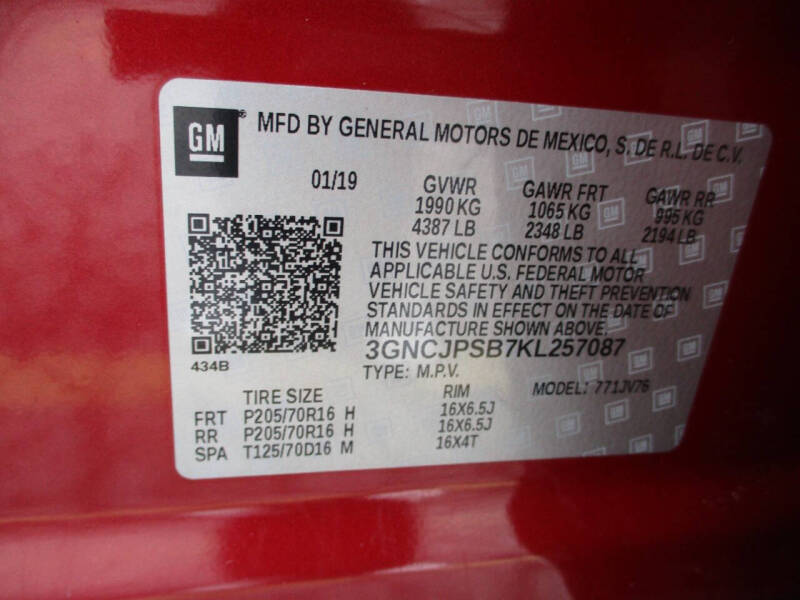 GM® MFD BY GENERAL MOTORS DE MEXICO, S. DE R.L. DE C.V.
01/19 GVWR GAWR FRT GAWR RR
1990 KG 1065 KG 995 KG
4387 LB 2348 LB 2194 LB
THIS VEHICLE CONFORMS TO ALL
APPLICABLE U.S. FEDERAL MOTOR
VEHICLE SAFETY AND THEFT PREVENTION
STANDARDS IN EFFECT ON THE DATE OF
MANUFACTURE SHOWN ABOVE.
3GNCJPSB7KL257087
434B
TYPE: M.P.V. MODEL: 771JV76
TIRE SIZE RIM
FRT P205/70R16 H 16X6.5J
RR P205/70R16 H 16X6.5J
SPA T125/70D16 M 16X4T